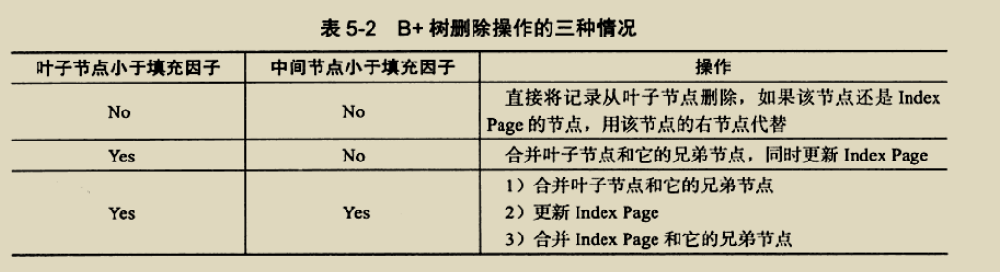 表 5-2 B+ 树删除操作的三种情况
叶子节点小于填充因子 中间节点小于填充因子 操作
No No 直接将记录从叶子节点删除，如果该节点还是 Index
Page 的节点，用该节点的右节点代替
Yes No 合并叶子节点和它的兄弟节点，同时更新 Index Page
1）合并叶子节点和它的兄弟节点
Yes Yes 2）更新 Index Page
3）合并 Index Page 和它的兄弟节点